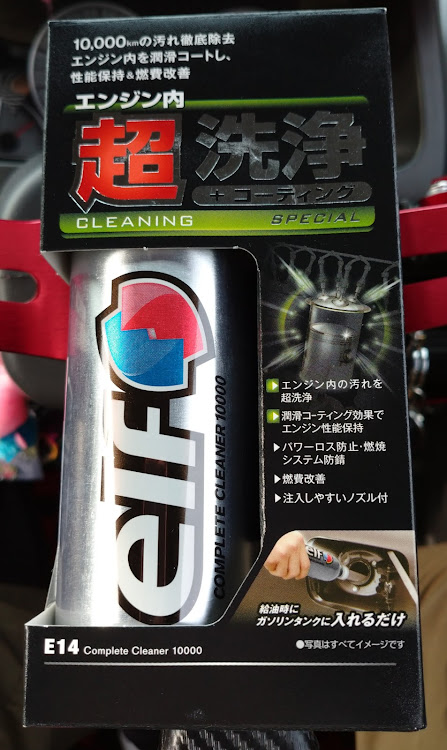 10,000kmの汚れ徹底除去
エンジン内を潤滑コートし、
性能保持&燃費改善
エンジン内
超洗浄
+コーティング
CLEANING SPECIAL
elf
COMPLETE CLEANER 10000
エンジン内の汚れを
超洗浄
潤滑コーティング効果で
エンジン性能保持
パワーロス防止・燃焼
システム防錆
燃費改善
注入しやすいノズル付
elf
給油時に
ガソリンタンクに入れるだけ
E14 Complete Cleaner 10000
●写真はすべてイメージです